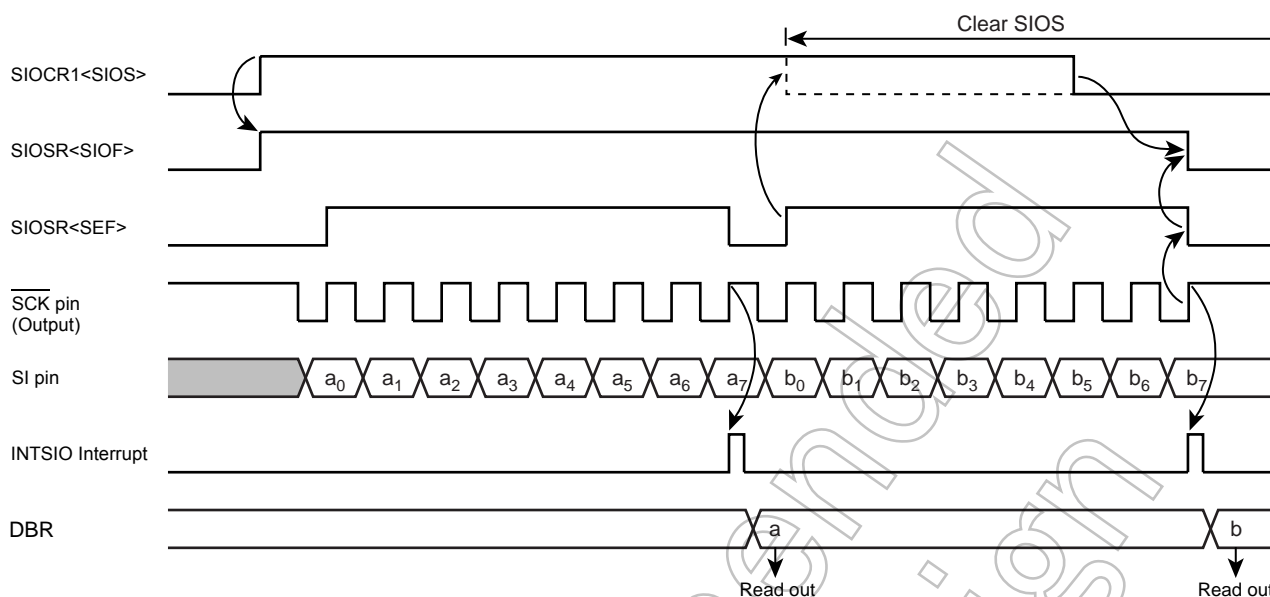 Clear SIOS
SIOCR1<SIOS>
SIOSR<SIOF>
SIOSR<SEF>
SCK pin
(Output)
SI pin
a0 a1 a2 a3 a4 a5 a6 a7 b0 b1 b2 b3 b4 b5 b6 b7
INTSIO Interrupt
DBR
a
b
Read out
Read out